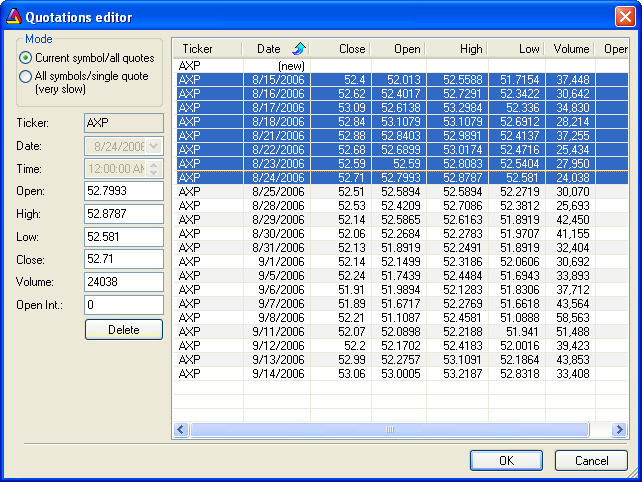 Quotations editor
Mode
Current symbol/all quotes
All symbols/single quote
(very slow)
Ticker: AXP
Date: 8/24/2006
Time: 12:00:00 AM
Open: 52.7993
High: 52.8787
Low: 52.581
Close: 52.71
Volume: 24038
Open Int.: 0
Delete
Ticker Date Close Open High Low Volume Open
AXP (new)
AXP 8/15/2006 52.4 52.013 52.5588 51.7154 37,448
AXP 8/16/2006 52.62 52.4017 52.7291 52.3422 30,642
AXP 8/17/2006 53.09 52.6138 53.2984 52.336 34,830
AXP 8/18/2006 52.84 53.1079 53.1079 52.6912 28,214
AXP 8/21/2006 52.88 52.8403 52.9891 52.4137 37,255
AXP 8/22/2006 52.68 52.6899 53.0174 52.4716 25,434
AXP 8/23/2006 52.59 52.59 52.8083 52.5404 27,950
AXP 8/24/2006 52.71 52.7993 52.8787 52.581 24,038
AXP 8/25/2006 52.51 52.5894 52.5894 52.2719 30,070
AXP 8/28/2006 52.53 52.4209 52.7086 52.3812 25,693
AXP 8/29/2006 52.14 52.5865 52.6163 51.8919 42,450
AXP 8/30/2006 52.06 52.2684 52.2783 51.9707 41,155
AXP 8/31/2006 52.13 51.8919 52.2491 51.8919 32,404
AXP 9/1/2006 52.14 52.1499 52.3186 52.0606 30,692
AXP 9/5/2006 52.24 51.7439 52.4484 51.6943 33,893
AXP 9/6/2006 51.91 51.9894 52.1283 51.8306 37,712
AXP 9/7/2006 51.89 51.6717 52.2769 51.6618 43,564
AXP 9/8/2006 52.21 51.1087 52.4581 51.0888 58,563
AXP 9/11/2006 52.07 52.0898 52.2188 51.941 51,488
AXP 9/12/2006 52.2 52.1702 52.4183 52.0016 39,423
AXP 9/13/2006 52.99 52.2757 53.1091 52.1864 43,853
AXP 9/14/2006 53.06 53.0005 53.2187 52.8318 33,408
OK
Cancel